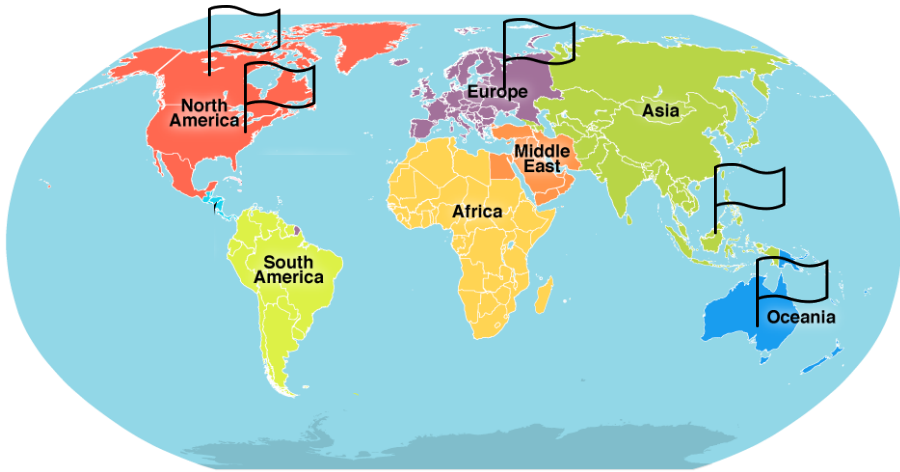 North
America
Europe
Asia
Middle
East
Africa
South
America
Oceania